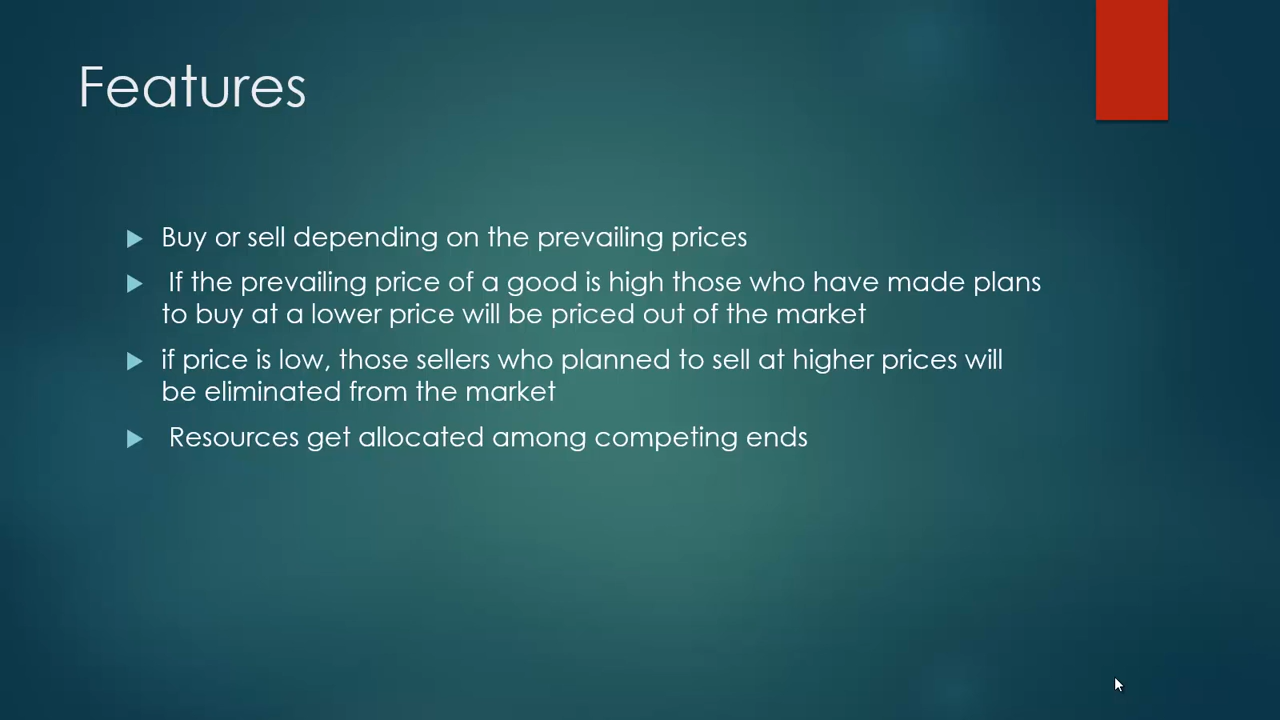 Features
Buy or sell depending on the prevailing prices
If the prevailing price of a good is high those who have made plans
to buy at a lower price will be priced out of the market
if price is low, those sellers who planned to sell at higher prices will
be eliminated from the market
Resources get allocated among competing ends